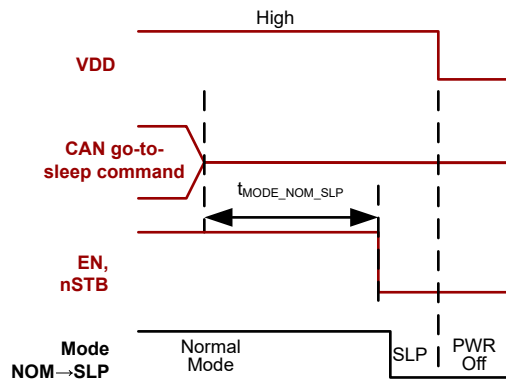 High
VDD
CAN go-to-
sleep command
tMODE_NOM_SLP
EN,
nSTB
Mode
NOM→SLP
Normal
Mode
SLP
PWR
Off